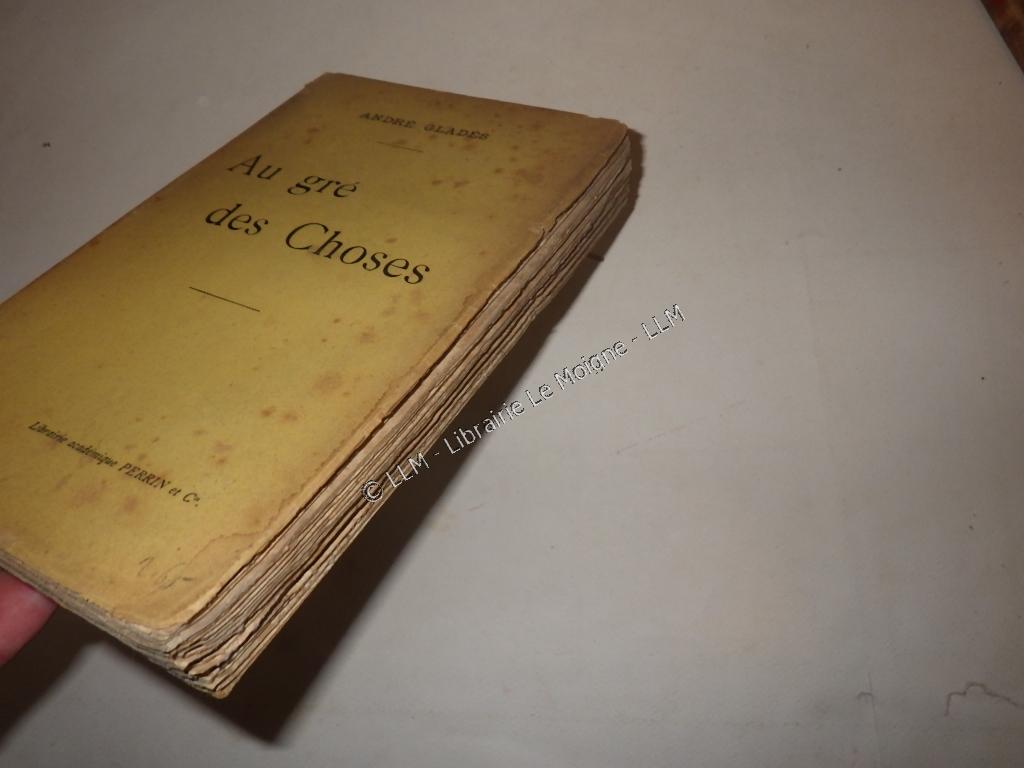 ANDRÉ GLADÈS
Au gré
des Choses
Librairie académique PERRIN et Cie.
© LLM - Librairie Le Moigne - LLM